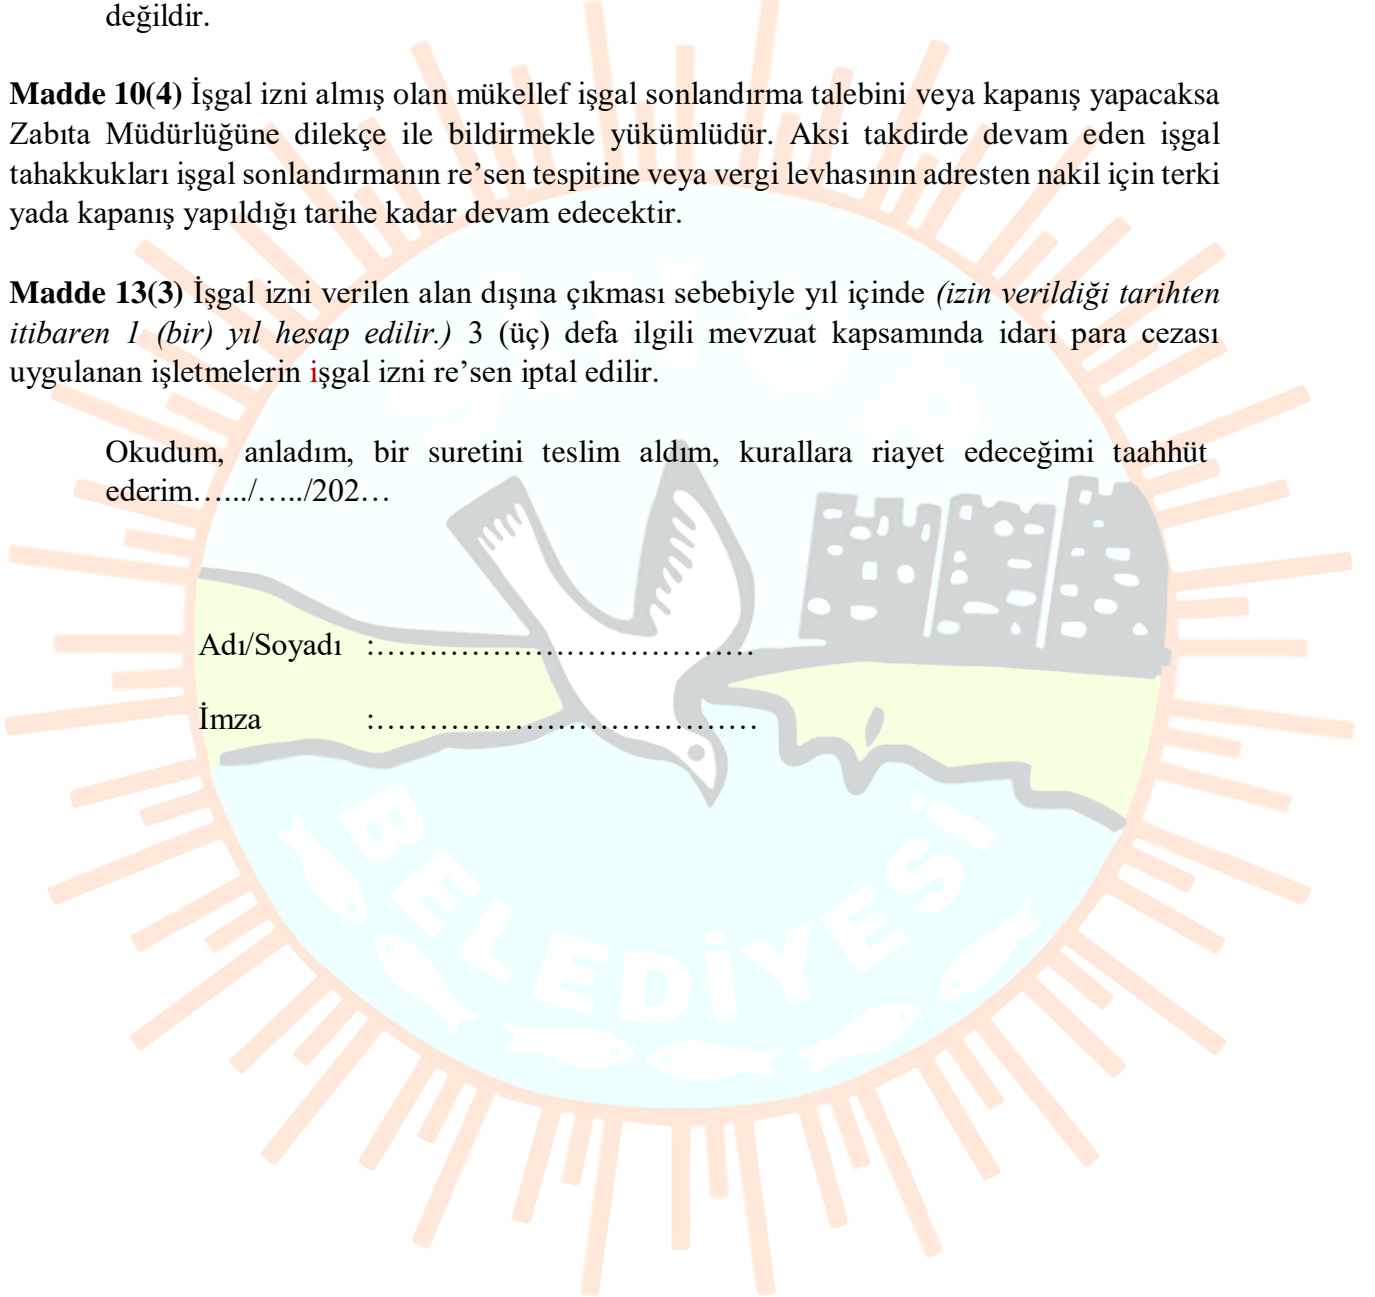 değildir.
Madde 10(4) İşgal izni almış olan mükellef işgal sonlandırma talebini veya kapanış yapacaksa
Zabıta Müdürlüğüne dilekçe ile bildirmekle yükümlüdür. Aksi takdirde devam eden işgal
tahakkukları işgal sonlandırmanın re’sen tespitine veya vergi levhasının adresten nakil için terki
yada kapanış yapıldığı tarihe kadar devam edecektir.
Madde 13(3) İşgal izni verilen alan dışına çıkması sebebiyle yıl içinde (izin verildiği tarihten
itibaren 1 (bir) yıl hesap edilir.) 3 (üç) defa ilgili mevzuat kapsamında idari para cezası
uygulanan işletmelerin işgal izni re’sen iptal edilir.
SİNOP
Okudum, anladım, bir suretini teslim aldım, kurallara riayet edeceğimi taahhüt
ederim…..../…../202…
Adı/Soyadı :………………………………
İmza :………………………………
BELEDİYESİ